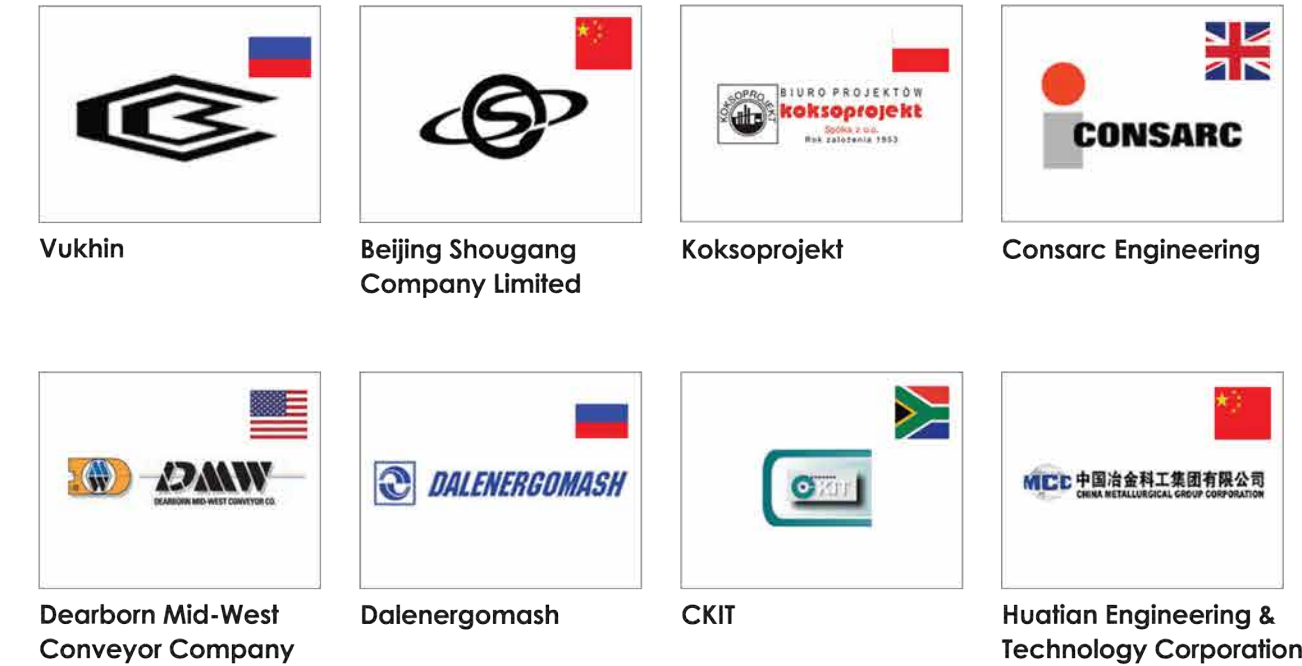 KOKSOPROJEKT
BIURO PROJEKTÓW
koksoprojekt
Spółka z o.o.
Rok założenia 1953
CONSARC
Vukhin
Beijing Shougang
Company Limited
Koksoprojekt
Consarc Engineering
DMW
DEARBORN MID-WEST CONVEYOR CO.
DALENERGOMASH
CKIT
MCC 中国冶金科工集团有限公司
CHINA METALLURGICAL GROUP CORPORATION
Dearborn Mid-West
Conveyor Company
Dalenergomash
CKIT
Huatian Engineering &
Technology Corporation